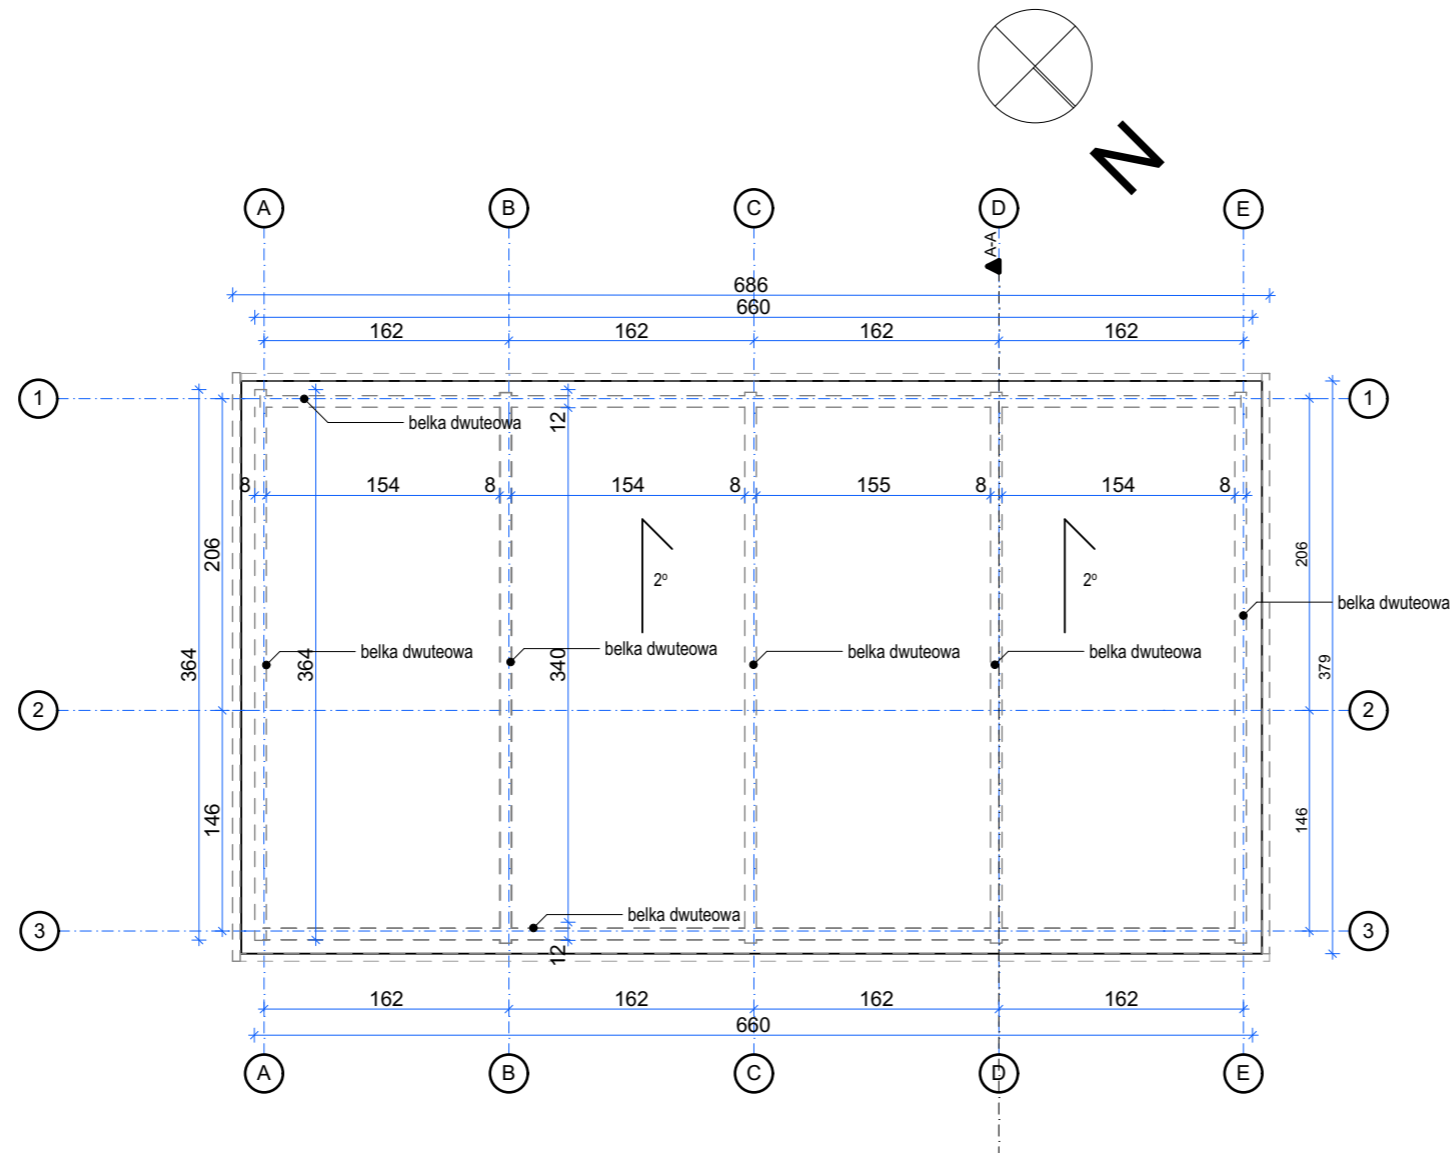 N
A B C D E
A-A
686
660
162 162 162 162
1 1
belka dwuteowa
12
8 154 8 154 8 155 8 154 8
206 206
2º 2º
belka dwuteowa
364 364 340 379
belka dwuteowa belka dwuteowa belka dwuteowa belka dwuteowa
2 2
146 146
belka dwuteowa
3 3
12
162 162 162 162
660
A B C D E